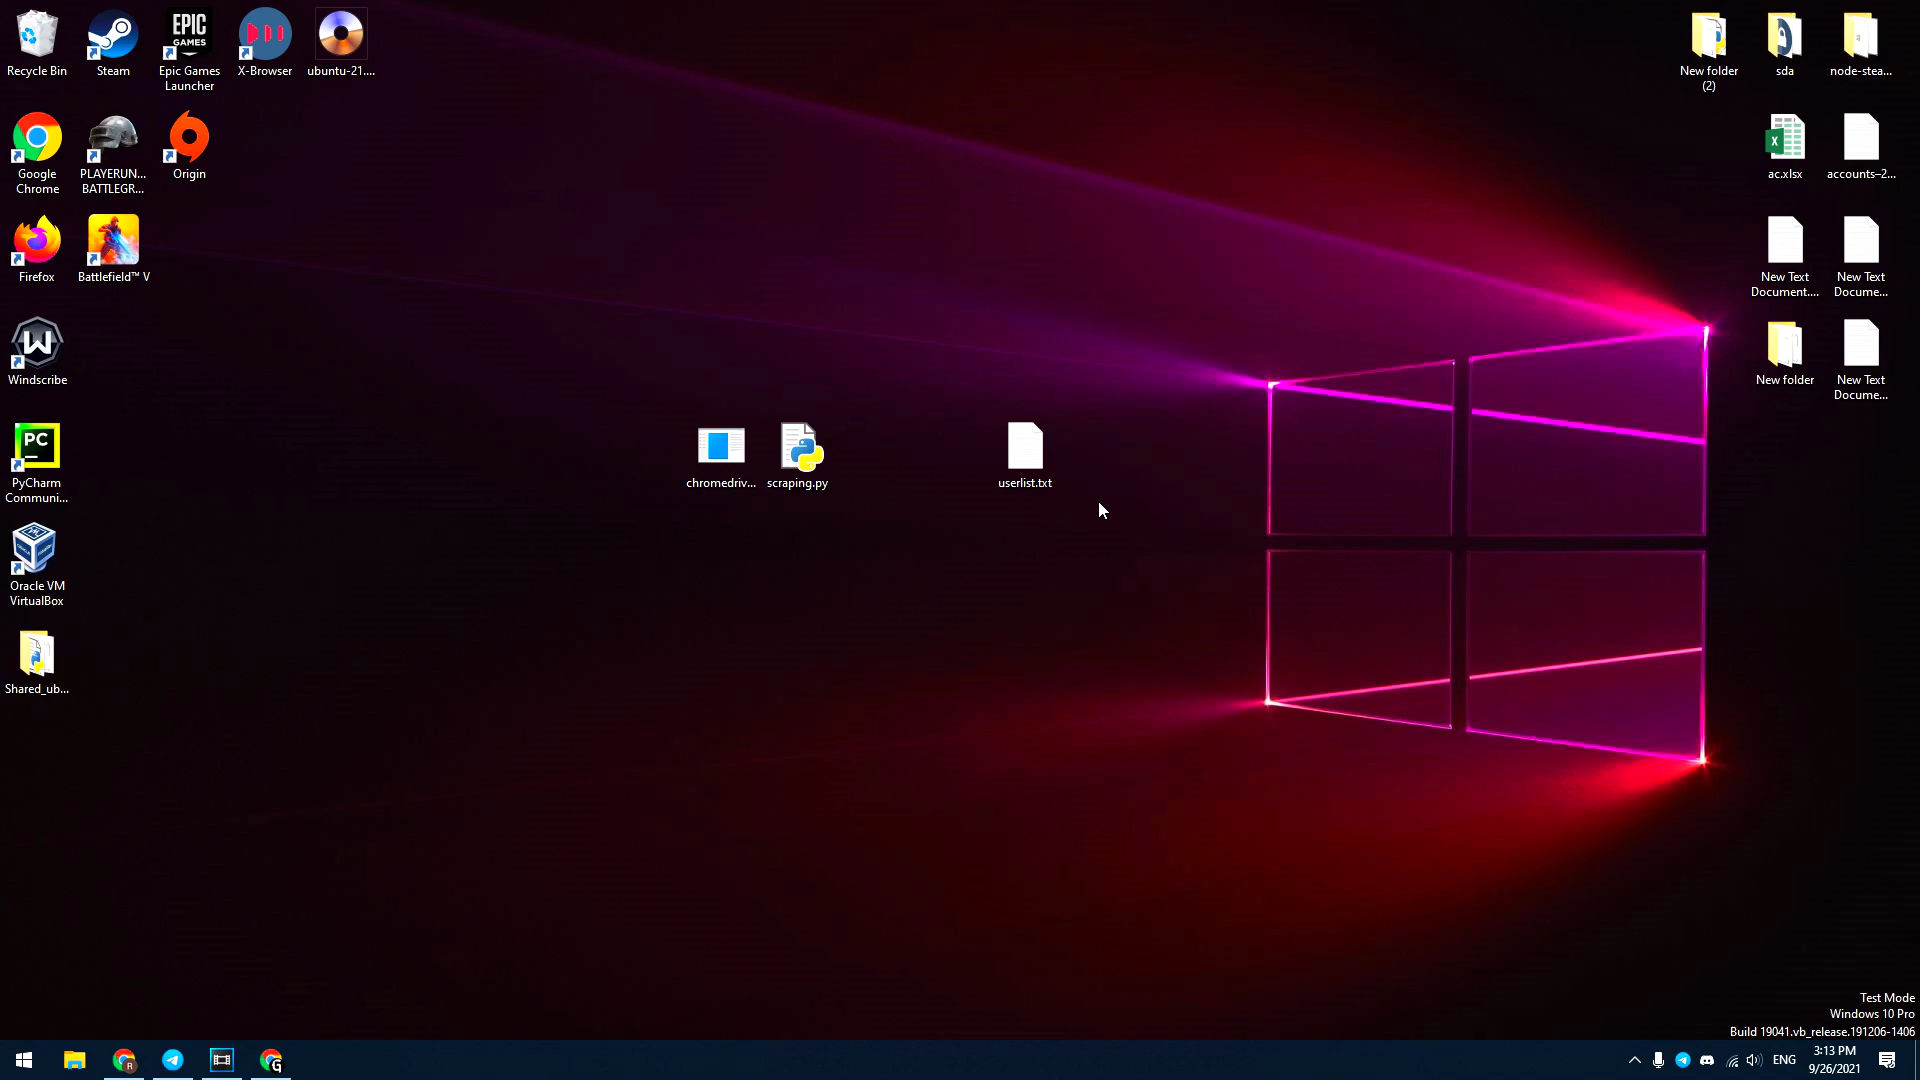 Recycle Bin
Steam
EPIC
GAMES
Epic Games
Launcher
X-Browser
ubuntu-21....
New folder
(2)
sda
node-stea...
Google
Chrome
PLAYERUN...
BATTLEGR...
Origin
X
ac.xlsx
accounts–2...
Firefox
Battlefield™ V
New Text
Document....
New Text
Docume...
W
Windscribe
New folder
New Text
Docume...
PC
PyCharm
Communi...
chromedriv...
scraping.py
userlist.txt
Oracle VM
VirtualBox
Shared_ub...
Test Mode
Windows 10 Pro
Build 19041.vb_release.191206-1406
R
G
ENG
3:13 PM
9/26/2021